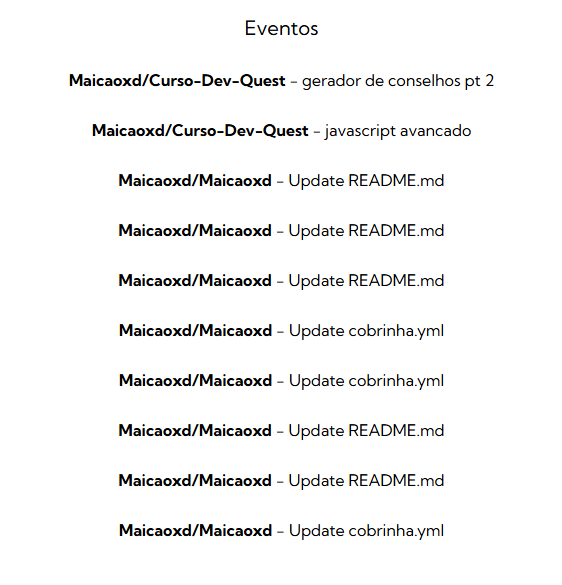 Eventos
Maicaoxd/Curso-Dev-Quest - gerador de conselhos pt 2
Maicaoxd/Curso-Dev-Quest - javascript avancado
Maicaoxd/Maicaoxd - Update README.md
Maicaoxd/Maicaoxd - Update README.md
Maicaoxd/Maicaoxd - Update README.md
Maicaoxd/Maicaoxd - Update cobrinha.yml
Maicaoxd/Maicaoxd - Update cobrinha.yml
Maicaoxd/Maicaoxd - Update README.md
Maicaoxd/Maicaoxd - Update README.md
Maicaoxd/Maicaoxd - Update cobrinha.yml